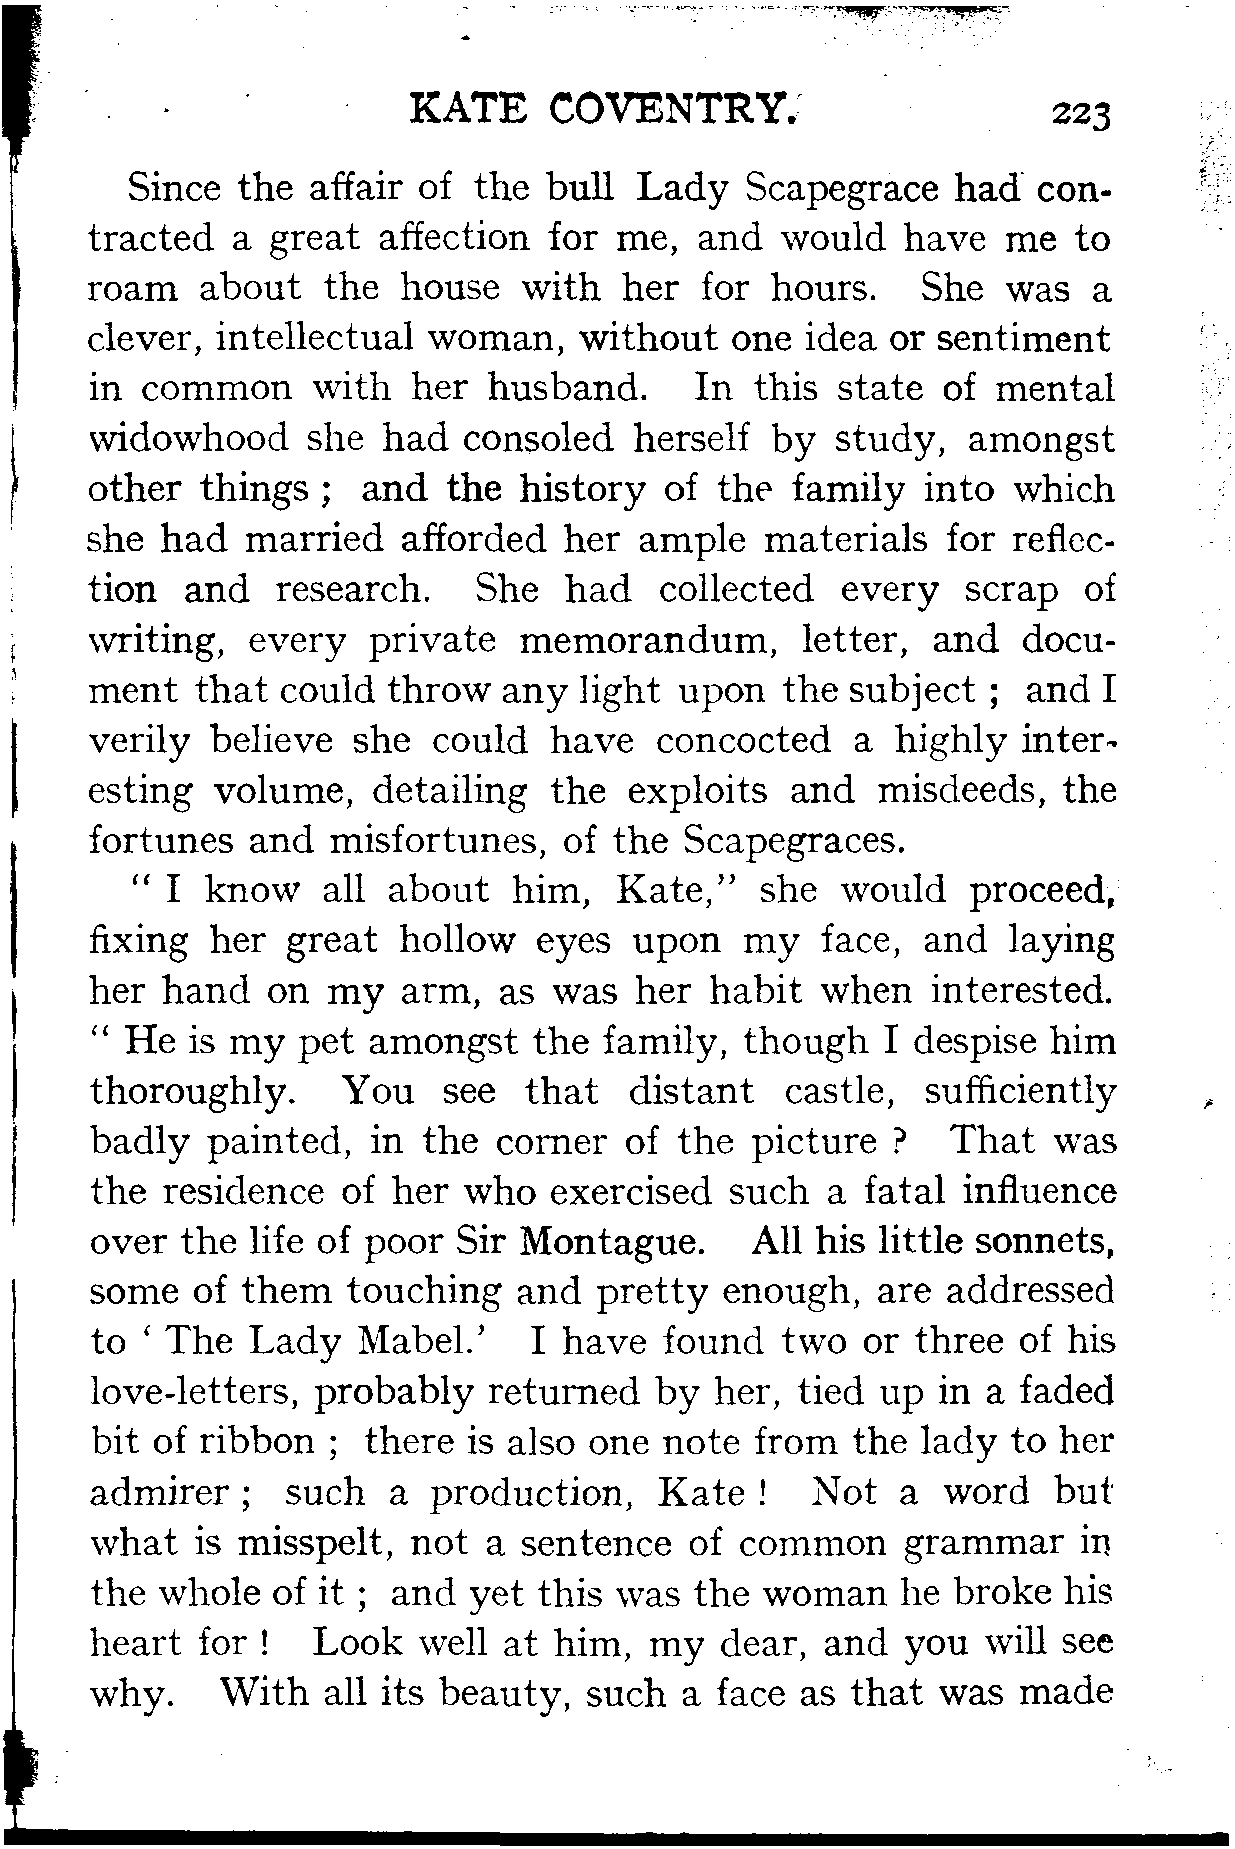 KATE COVENTRY. 223
Since the affair of the bull Lady Scapegrace had con-
tracted a great affection for me, and would have me to
roam about the house with her for hours. She was a
clever, intellectual woman, without one idea or sentiment
in common with her husband. In this state of mental
widowhood she had consoled herself by study, amongst
other things ; and the history of the family into which
she had married afforded her ample materials for reflec-
tion and research. She had collected every scrap of
writing, every private memorandum, letter, and docu-
ment that could throw any light upon the subject ; and I
verily believe she could have concocted a highly inter-
esting volume, detailing the exploits and misdeeds, the
fortunes and misfortunes, of the Scapegraces.
“ I know all about him, Kate,” she would proceed,
fixing her great hollow eyes upon my face, and laying
her hand on my arm, as was her habit when interested.
“ He is my pet amongst the family, though I despise him
thoroughly. You see that distant castle, sufficiently
badly painted, in the corner of the picture ? That was
the residence of her who exercised such a fatal influence
over the life of poor Sir Montague. All his little sonnets,
some of them touching and pretty enough, are addressed
to ‘ The Lady Mabel.’ I have found two or three of his
love-letters, probably returned by her, tied up in a faded
bit of ribbon ; there is also one note from the lady to her
admirer ; such a production, Kate ! Not a word but
what is misspelt, not a sentence of common grammar in
the whole of it ; and yet this was the woman he broke his
heart for ! Look well at him, my dear, and you will see
why. With all its beauty, such a face as that was made